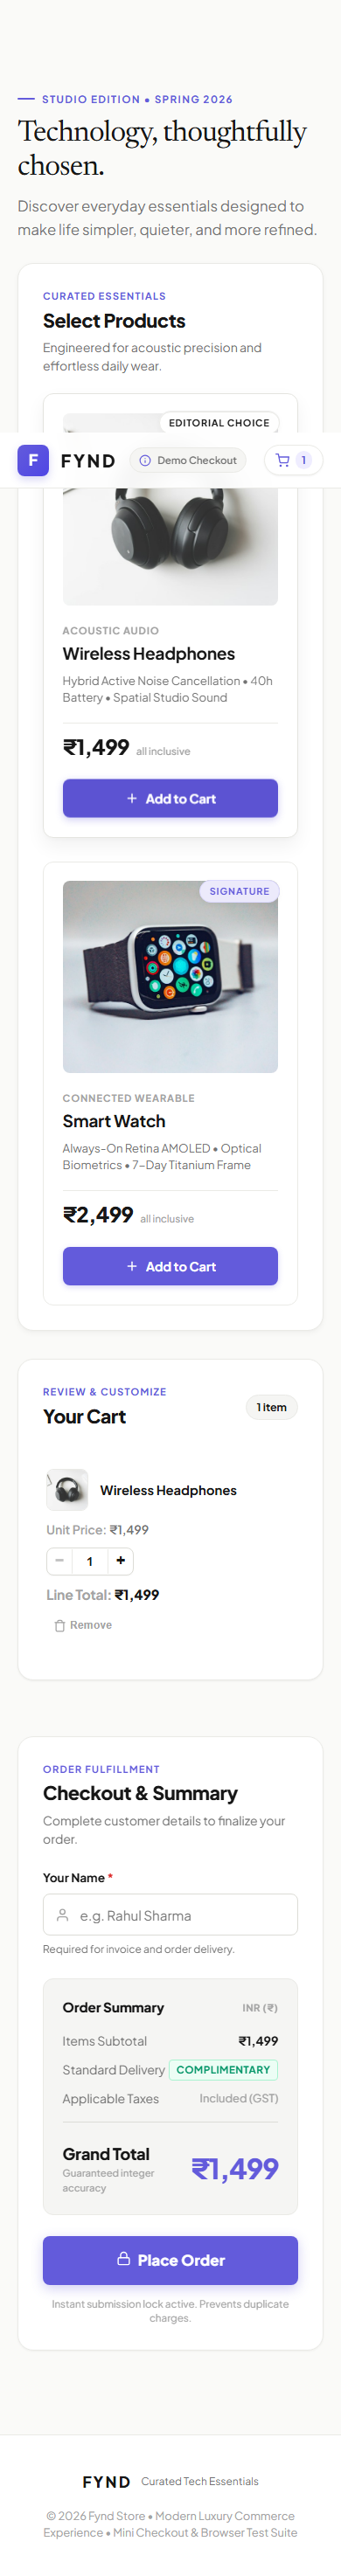 STUDIO EDITION • SPRING 2026
Technology, thoughtfully
chosen.
Discover everyday essentials designed to
make life simpler, quieter, and more refined.
CURATED ESSENTIALS
Select Products
Engineered for acoustic precision and
effortless daily wear.
EDITORIAL CHOICE
F FYND Demo Checkout 1
ACOUSTIC AUDIO
Wireless Headphones
Hybrid Active Noise Cancellation • 40h
Battery • Spatial Studio Sound
₹1,499 all inclusive
+ Add to Cart
SIGNATURE
CONNECTED WEARABLE
Smart Watch
Always-On Retina AMOLED • Optical
Biometrics • 7-Day Titanium Frame
₹2,499 all inclusive
+ Add to Cart
REVIEW & CUSTOMIZE
Your Cart
1 item
Wireless Headphones
Unit Price: ₹1,499
− 1 +
Line Total: ₹1,499
Remove
ORDER FULFILLMENT
Checkout & Summary
Complete customer details to finalize your
order.
Your Name *
e.g. Rahul Sharma
Required for invoice and order delivery.
Order Summary INR (₹)
Items Subtotal ₹1,499
Standard Delivery COMPLIMENTARY
Applicable Taxes Included (GST)
Grand Total ₹1,499
Guaranteed integer
accuracy
Place Order
Instant submission lock active. Prevents duplicate
charges.
FYND Curated Tech Essentials
© 2026 Fynd Store • Modern Luxury Commerce
Experience • Mini Checkout & Browser Test Suite